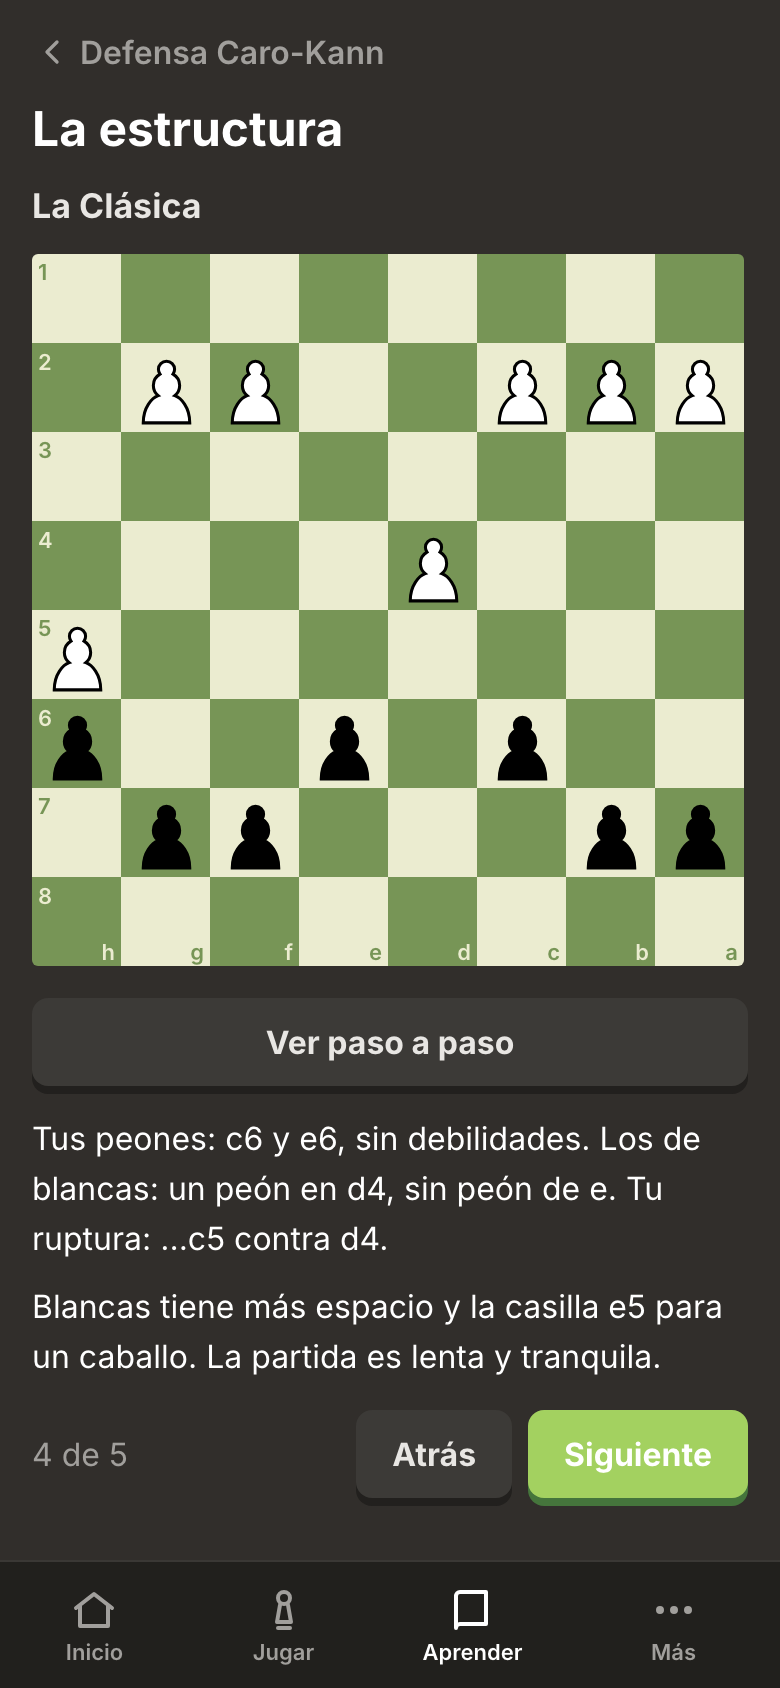 Defensa Caro-Kann
La estructura
La Clásica
1
2
3
4
5
6
7
8
h g f e d c b a
Ver paso a paso
Tus peones: c6 y e6, sin debilidades. Los de
blancas: un peón en d4, sin peón de e. Tu
ruptura: ...c5 contra d4.
Blancas tiene más espacio y la casilla e5 para
un caballo. La partida es lenta y tranquila.
4 de 5
Atrás
Siguiente
Inicio
Jugar
Aprender
Más